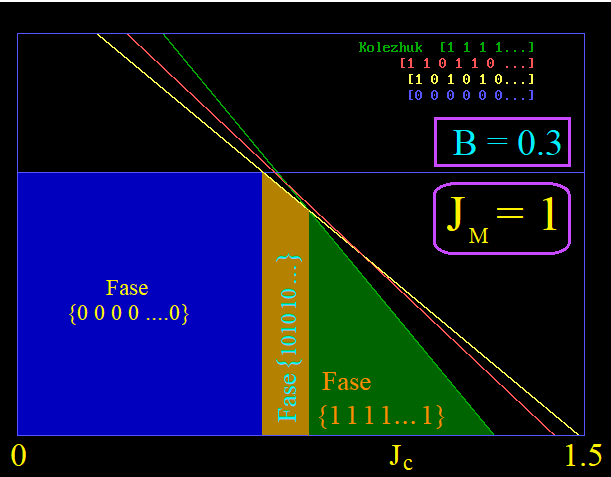 Kolezhuk [1 1 1 1...]
[1 1 0 1 1 0 ...]
[1 0 1 0 1 0...]
[0 0 0 0 0 0...]
B = 0.3
J_M = 1
Fase
{0 0 0 0 ....0}
Fase {101010 ...}
Fase
{1 1 1 1... 1}
0
J_c
1.5